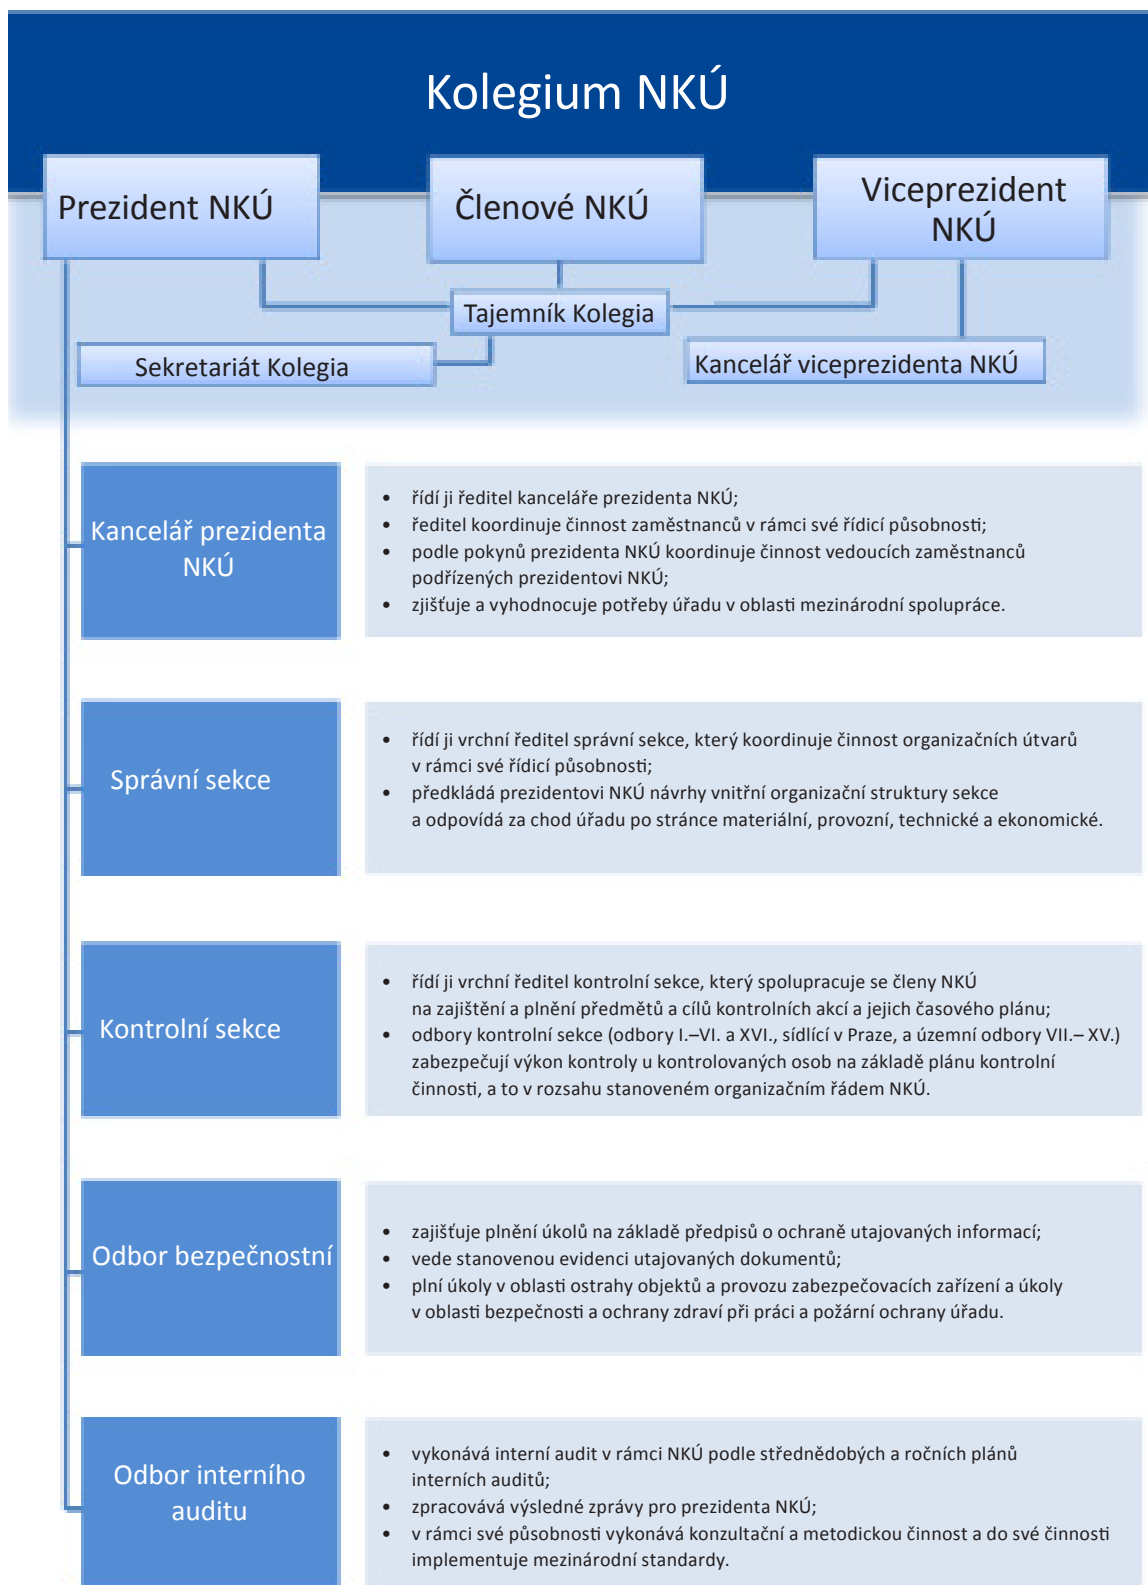 Kolegium NKÚ
Prezident NKÚ
Členové NKÚ
Viceprezident
NKÚ
Tajemník Kolegia
Sekretariát Kolegia
Kancelář viceprezidenta NKÚ
Kancelář prezidenta
NKÚ
• řídí ji ředitel kanceláře prezidenta NKÚ;
• ředitel koordinuje činnost zaměstnanců v rámci své řídicí působnosti;
• podle pokynů prezidenta NKÚ koordinuje činnost vedoucích zaměstnanců
podřízených prezidentovi NKÚ;
• zjišťuje a vyhodnocuje potřeby úřadu v oblasti mezinárodní spolupráce.
Správní sekce
• řídí ji vrchní ředitel správní sekce, který koordinuje činnost organizačních útvarů
v rámci své řídicí působnosti;
• předkládá prezidentovi NKÚ návrhy vnitřní organizační struktury sekce
a odpovídá za chod úřadu po stránce materiální, provozní, technické a ekonomické.
Kontrolní sekce
• řídí ji vrchní ředitel kontrolní sekce, který spolupracuje se členy NKÚ
na zajištění a plnění předmětů a cílů kontrolních akcí a jejich časového plánu;
• odbory kontrolní sekce (odbory I.–VI. a XVI., sídlící v Praze, a územní odbory VII.– XV.)
zabezpečují výkon kontroly u kontrolovaných osob na základě plánu kontrolní
činnosti, a to v rozsahu stanoveném organizačním řádem NKÚ.
Odbor bezpečnostní
• zajišťuje plnění úkolů na základě předpisů o ochraně utajovaných informací;
• vede stanovenou evidenci utajovaných dokumentů;
• plní úkoly v oblasti ostrahy objektů a provozu zabezpečovacích zařízení a úkoly
v oblasti bezpečnosti a ochrany zdraví při práci a požární ochrany úřadu.
Odbor interního
auditu
• vykonává interní audit v rámci NKÚ podle střednědobých a ročních plánů
interních auditů;
• zpracovává výsledné zprávy pro prezidenta NKÚ;
• v rámci své působnosti vykonává konzultační a metodickou činnost a do své činnosti
implementuje mezinárodní standardy.